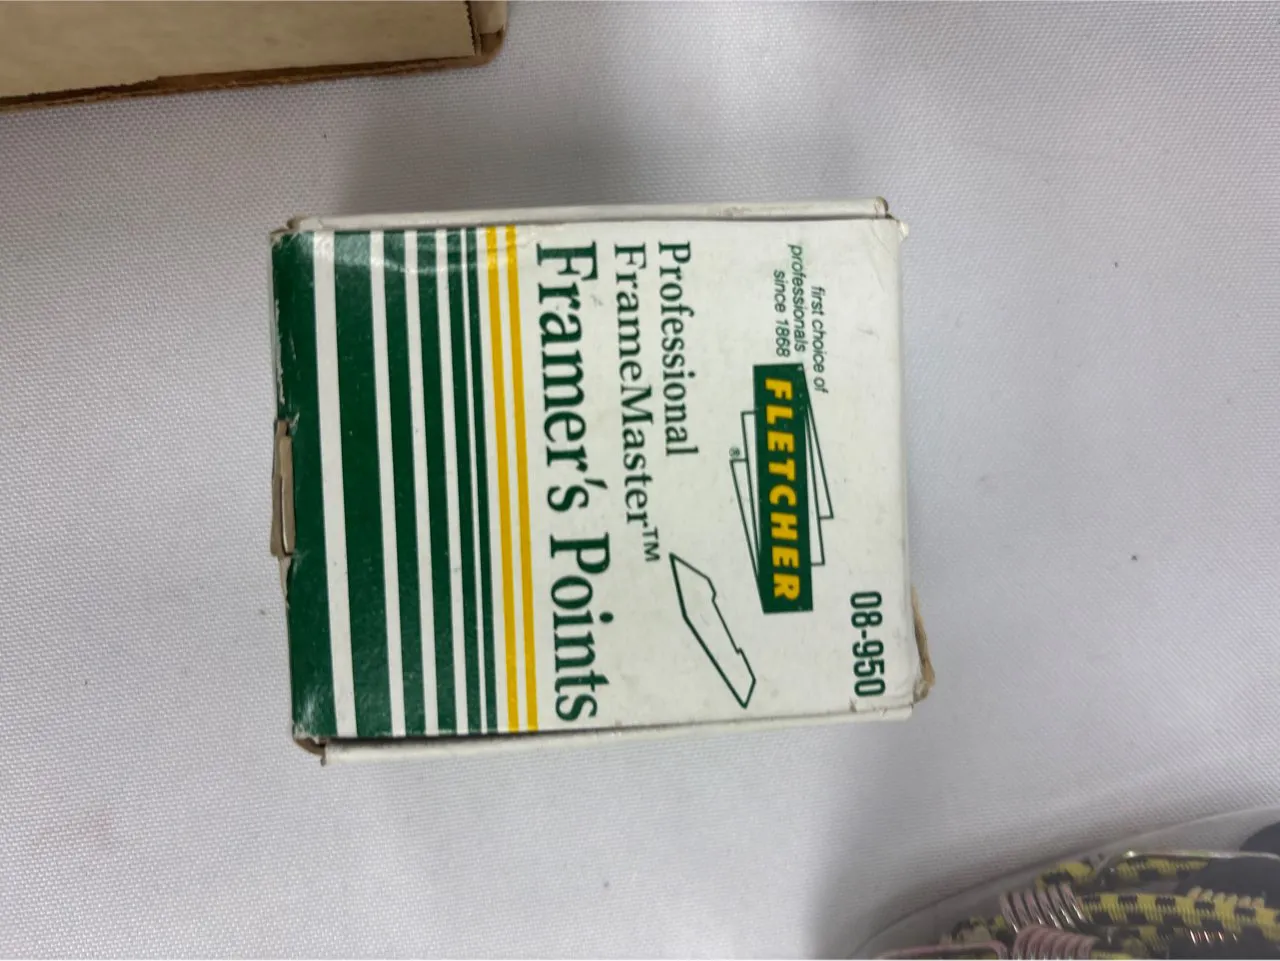 08-950
first choice of
professionals
since 1868
FLETCHER
®
Professional
FrameMaster™
Framer's Points